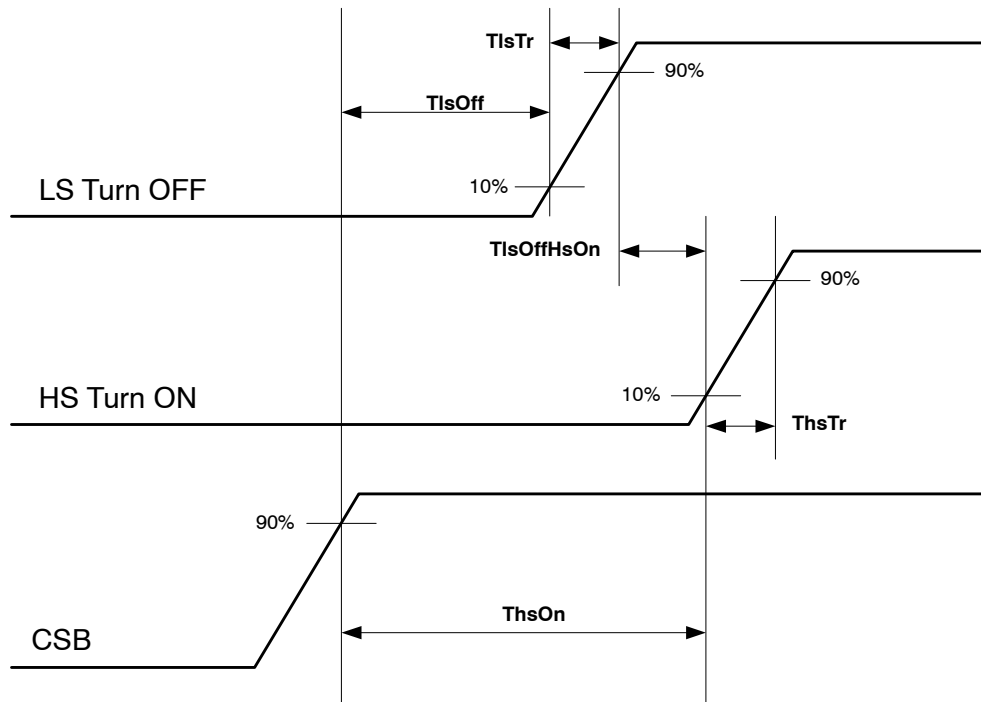 TlsTr
90%
TlsOff
10%
LS Turn OFF
TlsOffHsOn
90%
10%
HS Turn ON
ThsTr
90%
ThsOn
CSB